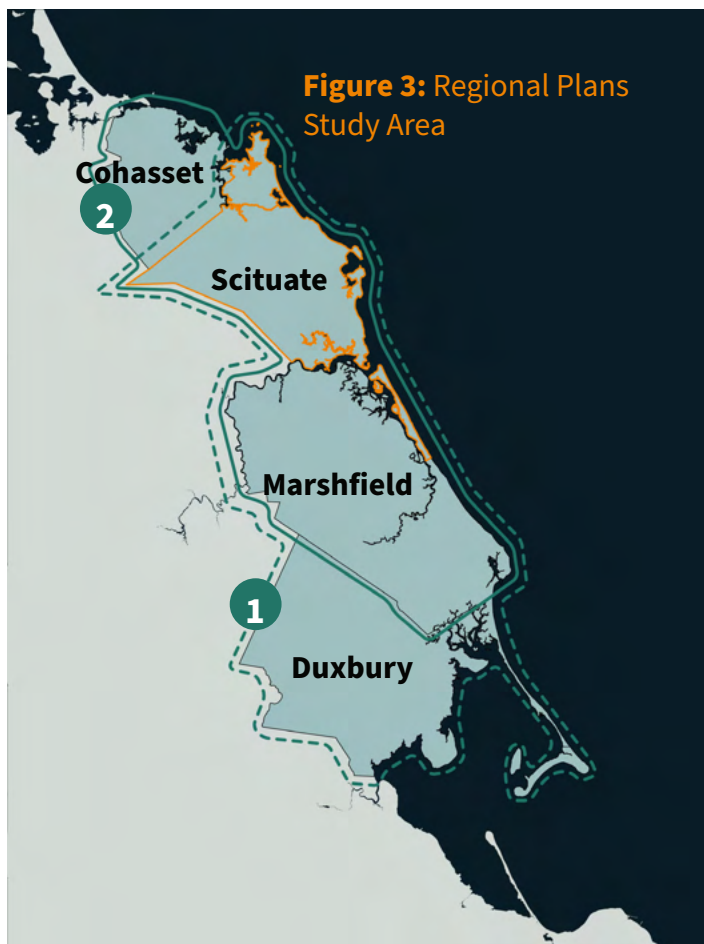 Figure 3: Regional Plans
Study Area
Cohasset
2
Scituate
Marshfield
1
Duxbury